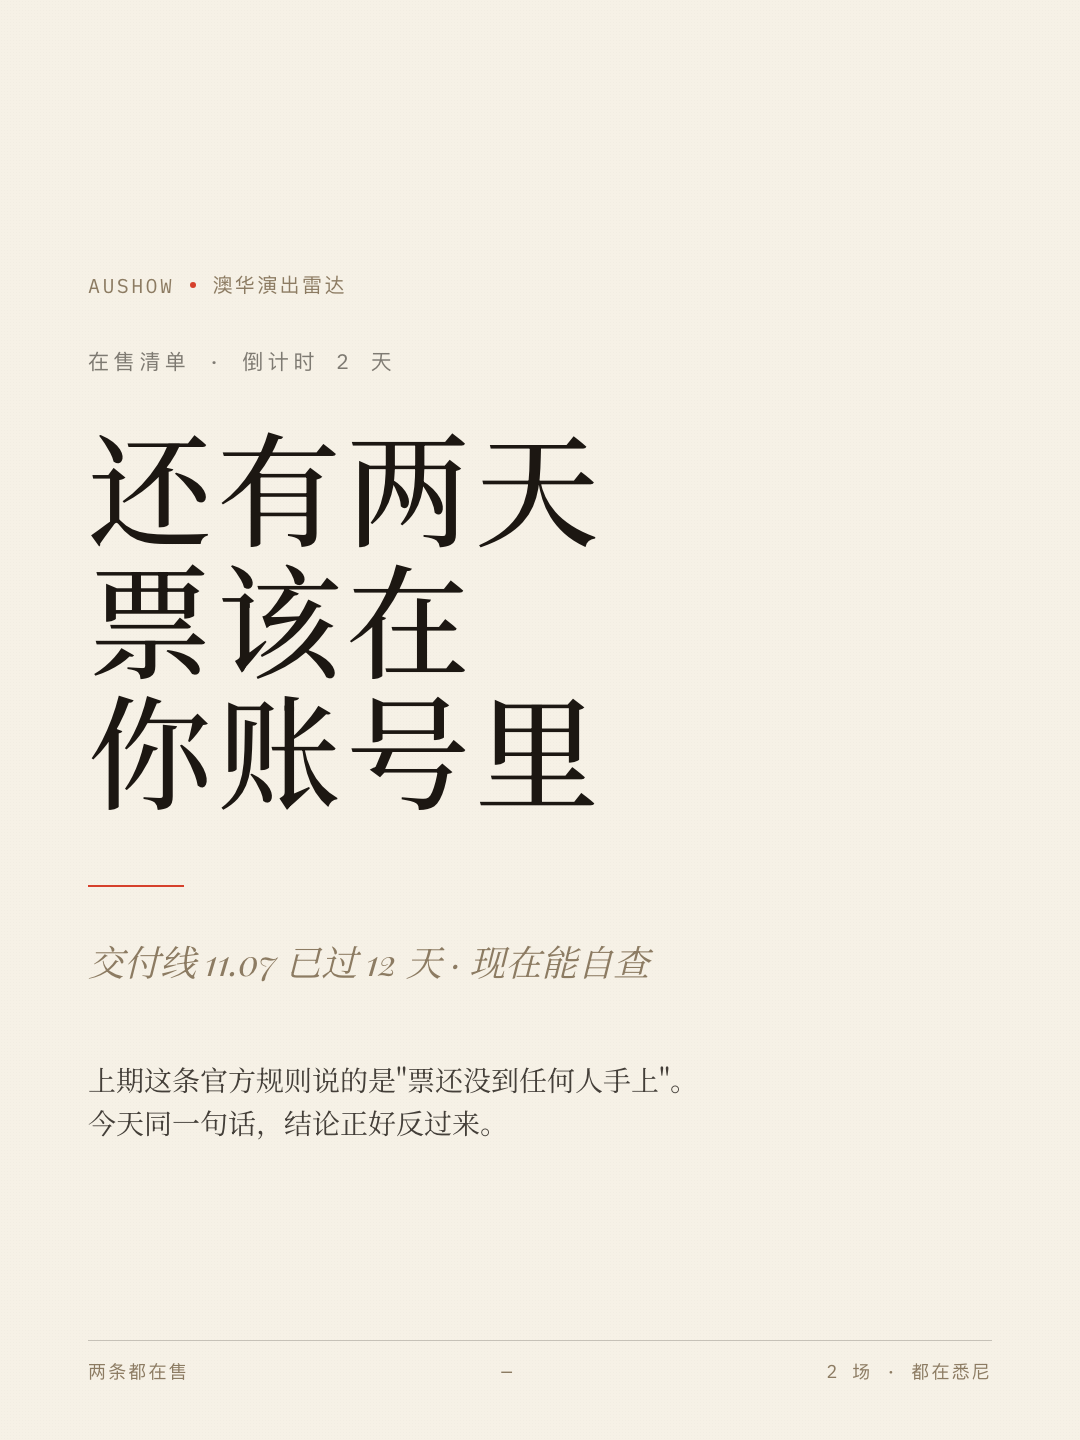 AUSHOW • 澳华演出雷达
在售清单 · 倒计时 2 天
还有两天
票该在
你账号里
交付线 11.07 已过 12 天 · 现在能自查
上期这条官方规则说的是"票还没到任何人手上"。
今天同一句话，结论正好反过来。
两条都在售 — 2 场 · 都在悉尼